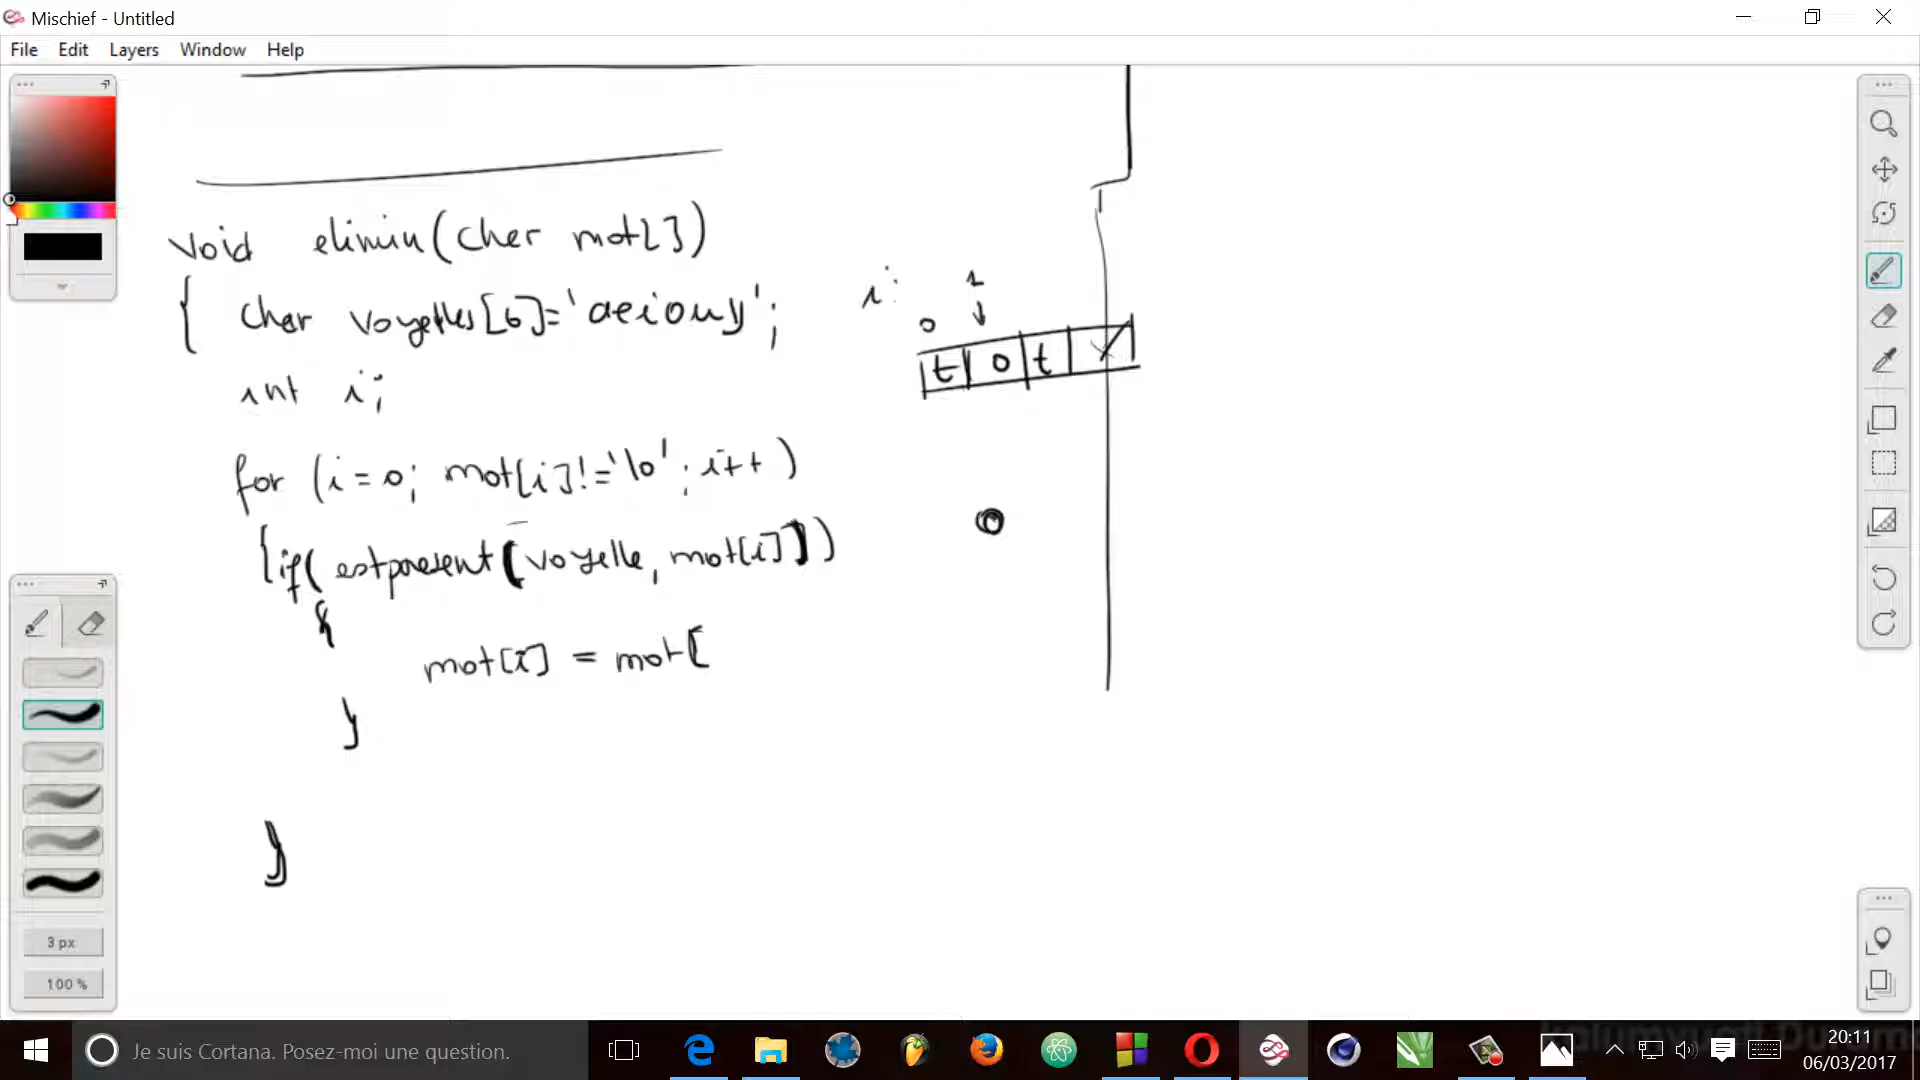 Mischief - Untitled
File Edit Layers Window Help
void elimin(char mot[])
{ char voyelles[6]='aeiouy';
int i;
i:
0 1
t o t
for (i=0; mot[i]!='\0'; i++)
{if( estpresent(voyelle, mot[i]))
{
mot[i] = mot[
}
}
3 px
100 %
Je suis Cortana. Posez-moi une question.
20:11
06/03/2017